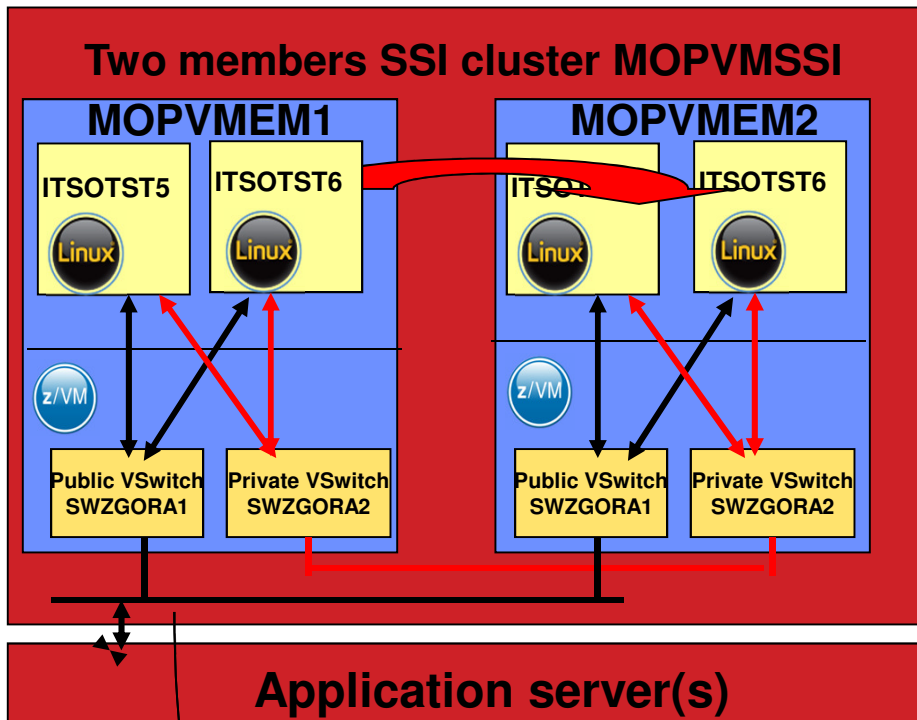 Two members SSI cluster MOPVMSSI
MOPVMEM1
MOPVMEM2
ITSOTST5
ITSOTST6
ITSOT
ITSOTST6
Linux
Linux
Linux
Linux
z/VM
z/VM
Public VSwitch
SWZGORA1
Private VSwitch
SWZGORA2
Public VSwitch
SWZGORA1
Private VSwitch
SWZGORA2
Application server(s)